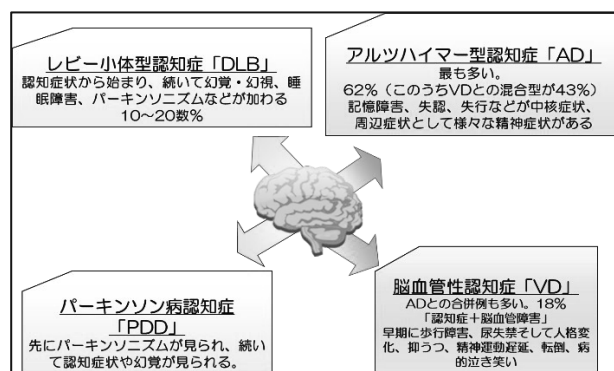 レビー小体型認知症「DLB」
認知症状から始まり、続いて幻覚・幻視、睡
眠障害、パーキンソニズムなどが加わる
10～20数%
アルツハイマー型認知症「AD」
最も多い。
62%（このうちVDとの混合型が43%）
記憶障害、失認、失行などが中核症状、
周辺症状として様々な精神症状がある
パーキンソン病認知症
「PDD」
先にパーキンソニズムが見られ、続い
て認知症状や幻覚が見られる。
脳血管性認知症「VD」
ADとの合併例も多い。18%
「認知症＋脳血管障害」
早期に歩行障害、尿失禁そして人格変
化、抑うつ、精神運動遅延、転倒、病
的泣き笑い